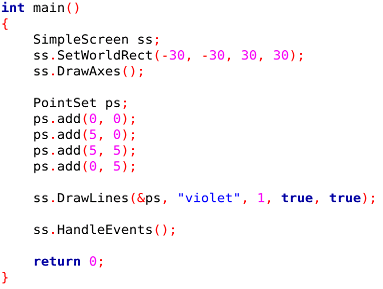 int main()
{
    SimpleScreen ss;
    ss.SetWorldRect(-30, -30, 30, 30);
    ss.DrawAxes();

    PointSet ps;
    ps.add(0, 0);
    ps.add(5, 0);
    ps.add(5, 5);
    ps.add(0, 5);

    ss.DrawLines(&ps, "violet", 1, true, true);

    ss.HandleEvents();

    return 0;
}